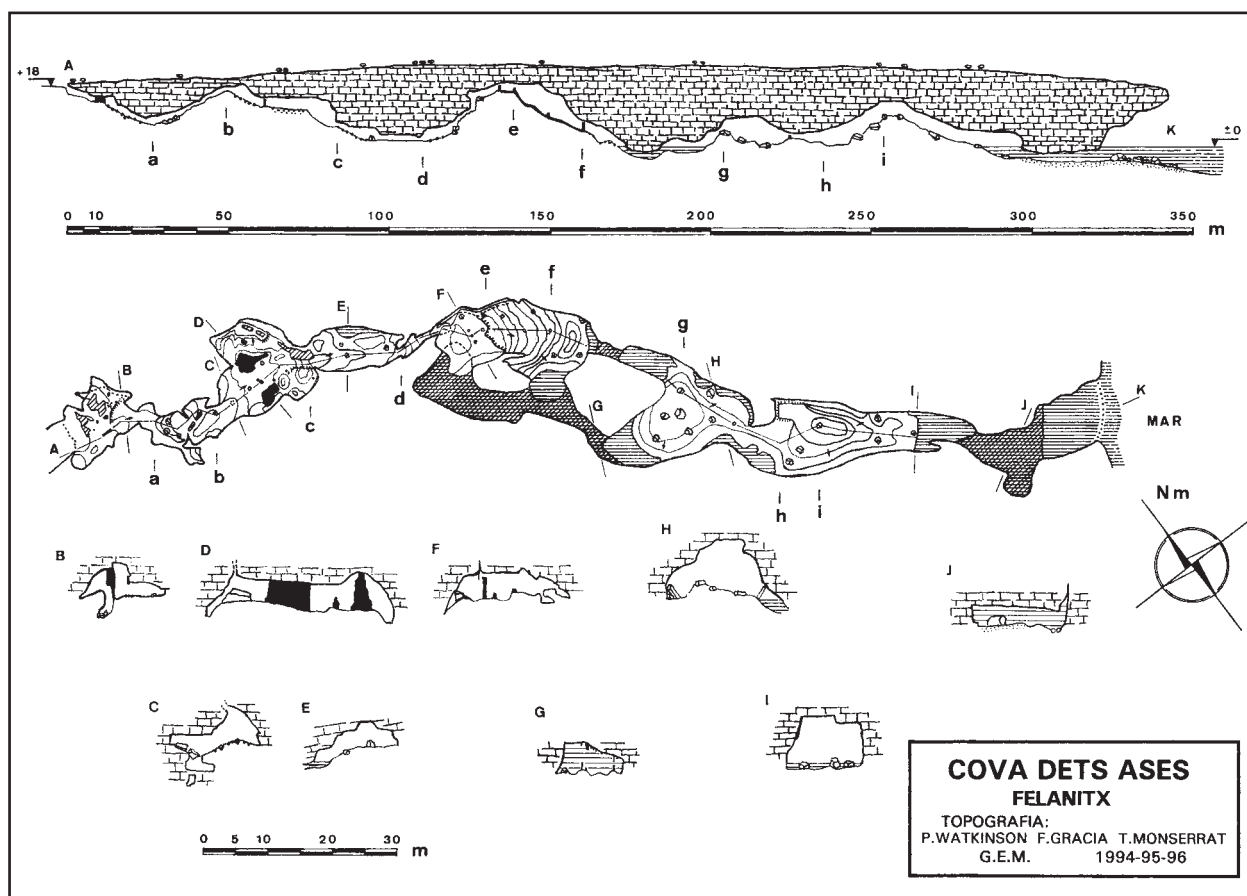 A
+18
K
±0
a
b
c
d
e
f
g
h
i
0 10 50 100 150 200 250 300 350
m
e
f
F
E
D
g
H
C
B
I
K
J
MAR
G
A
a
b
c
d
h
i
Nm
B
D
F
H
J
C
E
G
I
0 5 10 20 30
m
COVA DETS ASES
FELANITX
TOPOGRAFIA:
P.WATKINSON F.GRACIA T.MONSERRAT
G.E.M. 1994-95-96